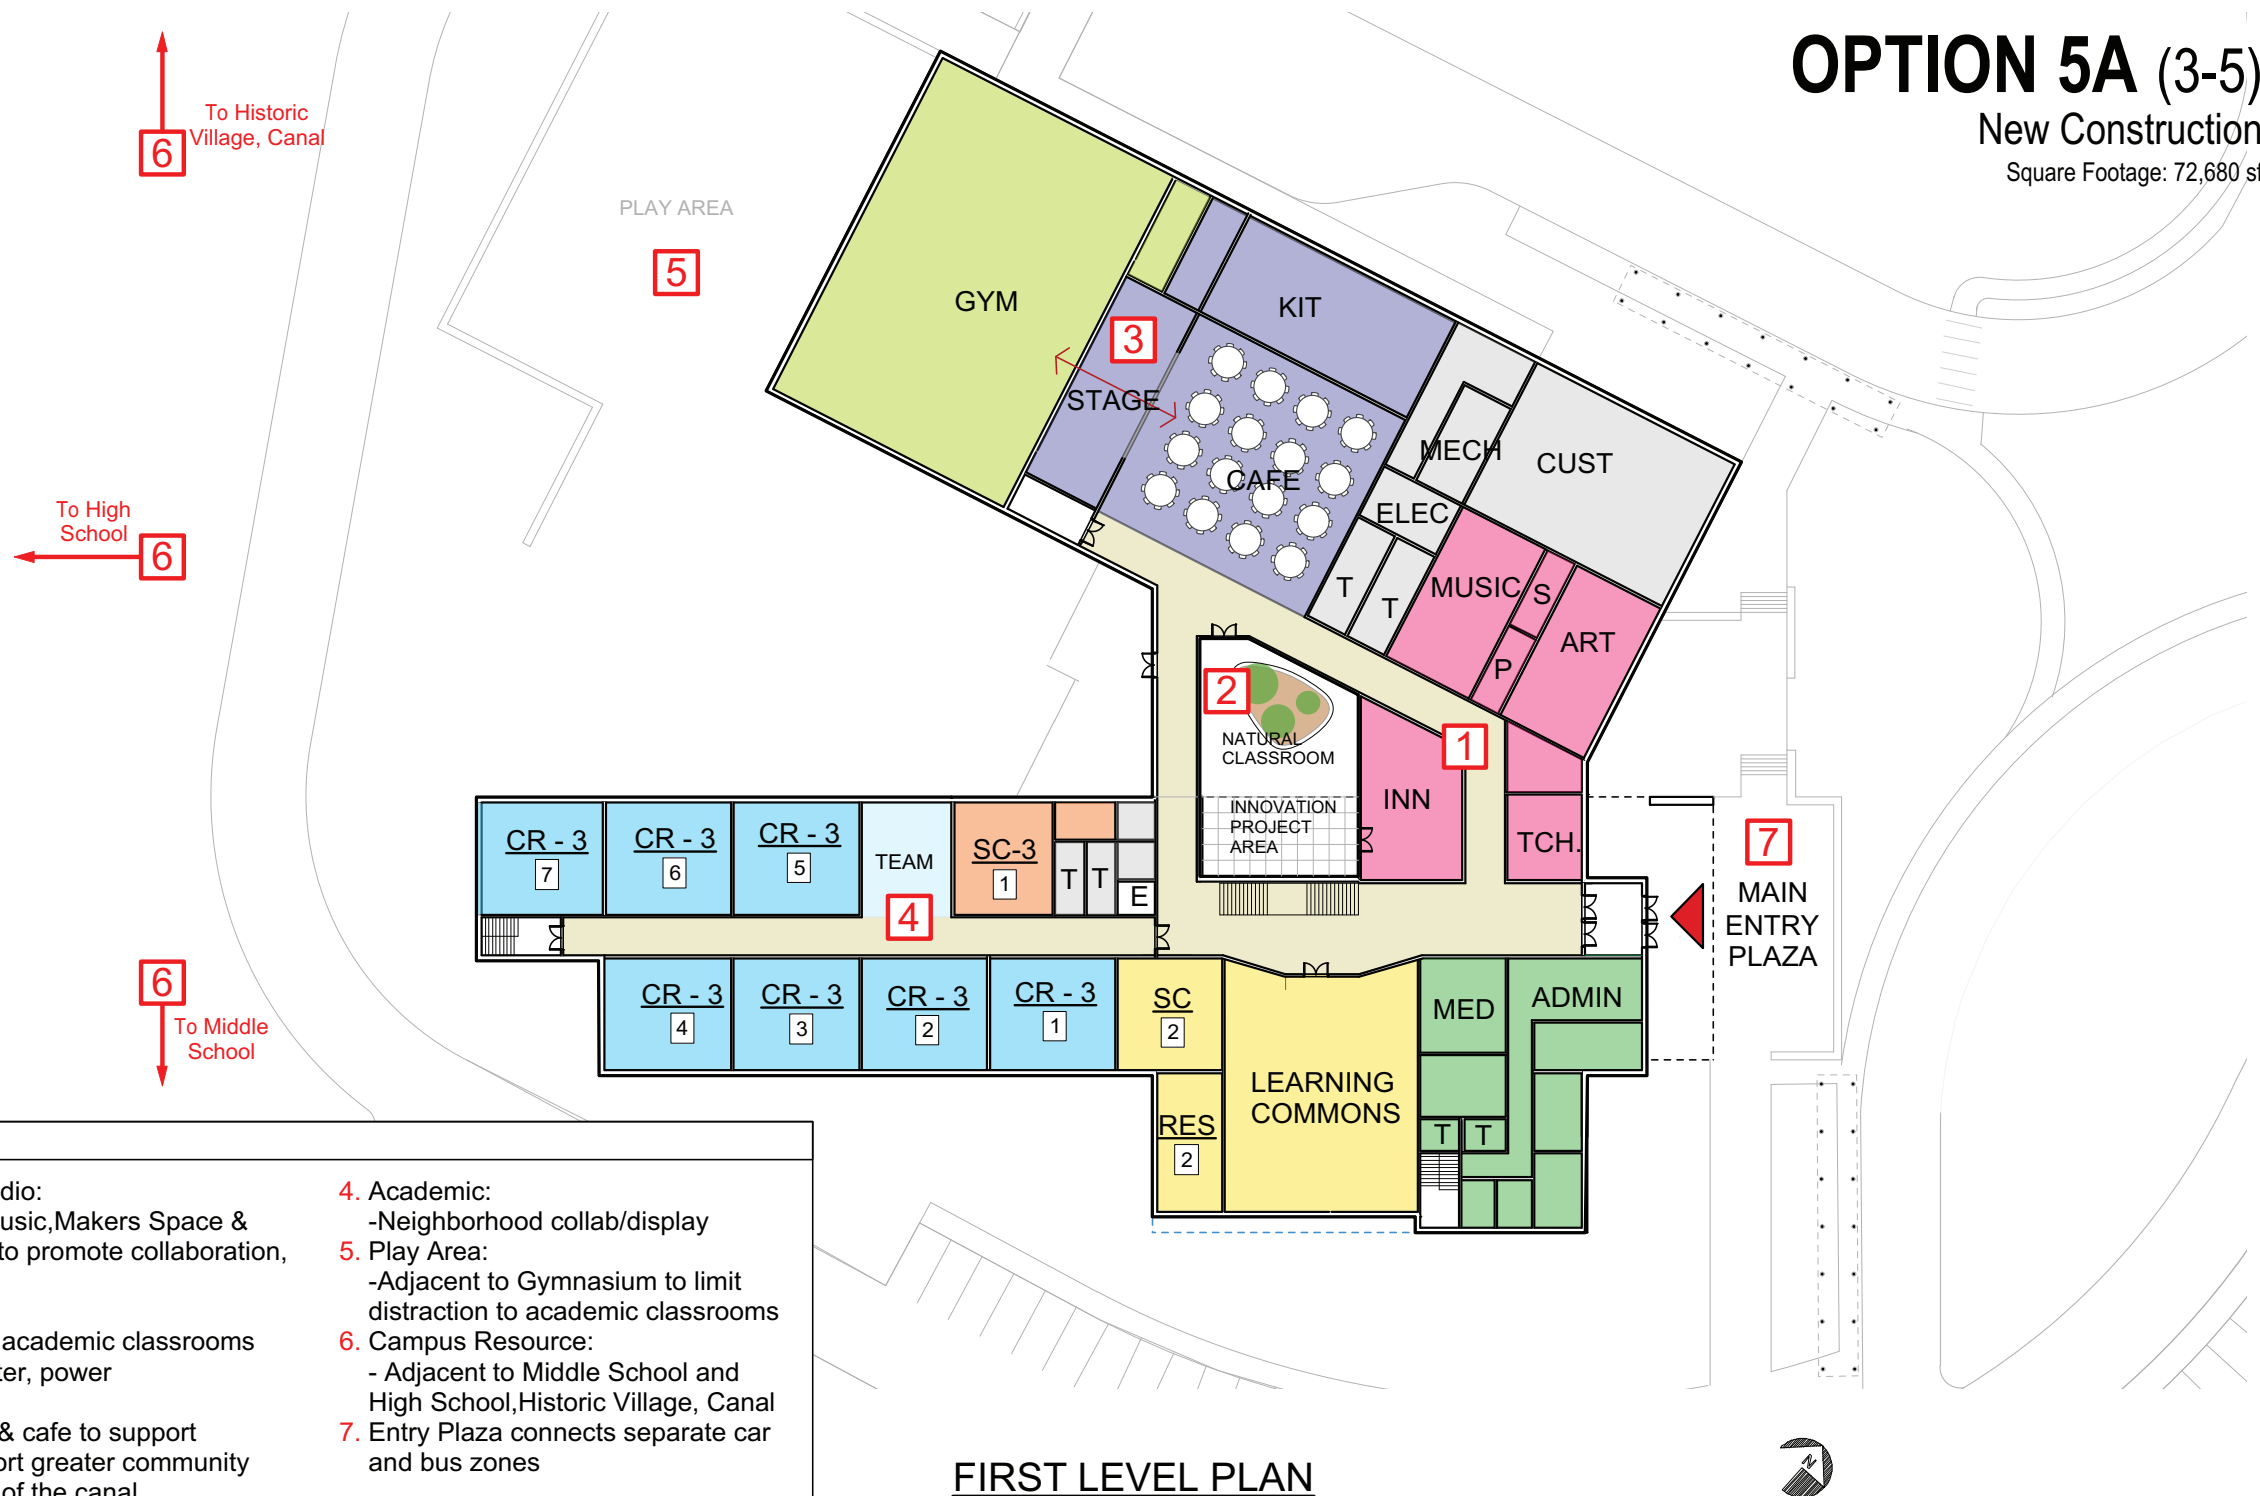 OPTION 5A (3-5)
New Construction
Square Footage: 72,680 sf
To Historic
Village, Canal
6
PLAY AREA
5
GYM
KIT
3
STAGE
CAFE
MECH
CUST
ELEC
T
T
MUSIC
S
P
ART
To High
School
6
2
NATURAL
CLASSROOM
INNOVATION
PROJECT
AREA
1
INN
TCH.
7
MAIN
ENTRY
PLAZA
CR - 3
7
CR - 3
6
CR - 3
5
TEAM
4
SC-3
1
T
T
E
6
To Middle
School
CR - 3
4
CR - 3
3
CR - 3
2
CR - 3
1
SC
2
RES
2
LEARNING
COMMONS
MED
ADMIN
T
T
dio:
usic,Makers Space &
to promote collaboration,
academic classrooms
ter, power
& cafe to support
ort greater community
of the canal
4. Academic:
-Neighborhood collab/display
5. Play Area:
-Adjacent to Gymnasium to limit
distraction to academic classrooms
6. Campus Resource:
- Adjacent to Middle School and
High School,Historic Village, Canal
7. Entry Plaza connects separate car
and bus zones
FIRST LEVEL PLAN
N